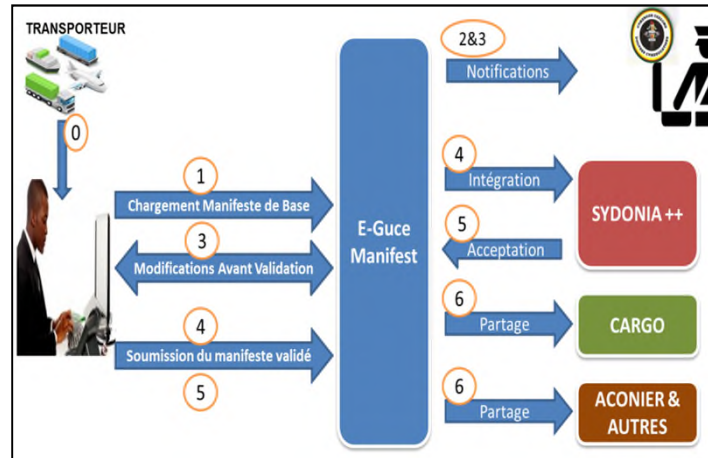 TRANSPORTEUR
0
1
Chargement Manifeste de Base
3
Modifications Avant Validation
4
Soumission du manifeste validé
5
E-Guce
Manifest
2&3
Notifications
4
Intégration
5
Acceptation
6
Partage
6
Partage
SYDONIA ++
CARGO
ACONIER &
AUTRES